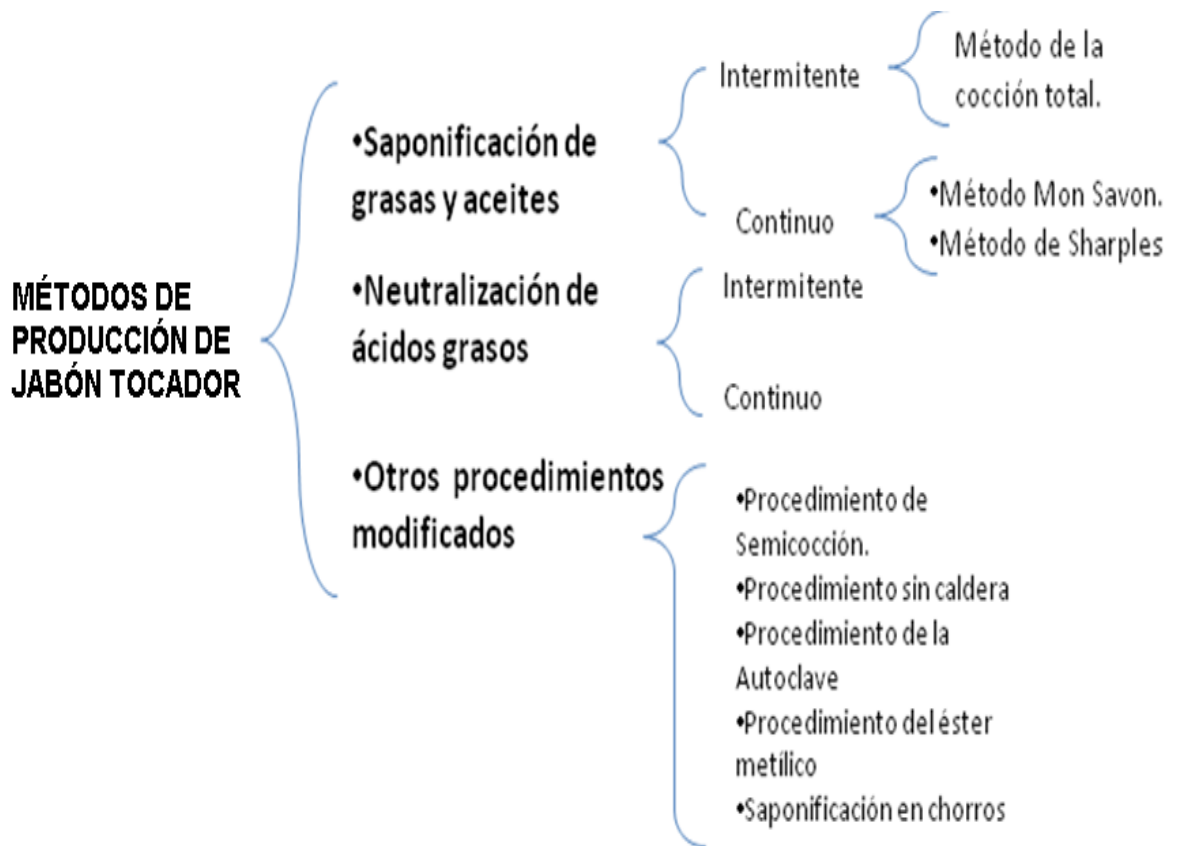 MÉTODOS DE
PRODUCCIÓN DE
JABÓN TOCADOR
•Saponificación de
grasas y aceites
Intermitente
Método de la
cocción total.
Continuo
•Método Mon Savon.
•Método de Sharples
•Neutralización de
ácidos grasos
Intermitente
Continuo
•Otros procedimientos
modificados
•Procedimiento de
Semicocción.
•Procedimiento sin caldera
•Procedimiento de la
Autoclave
•Procedimiento del éster
metílico
•Saponificación en chorros